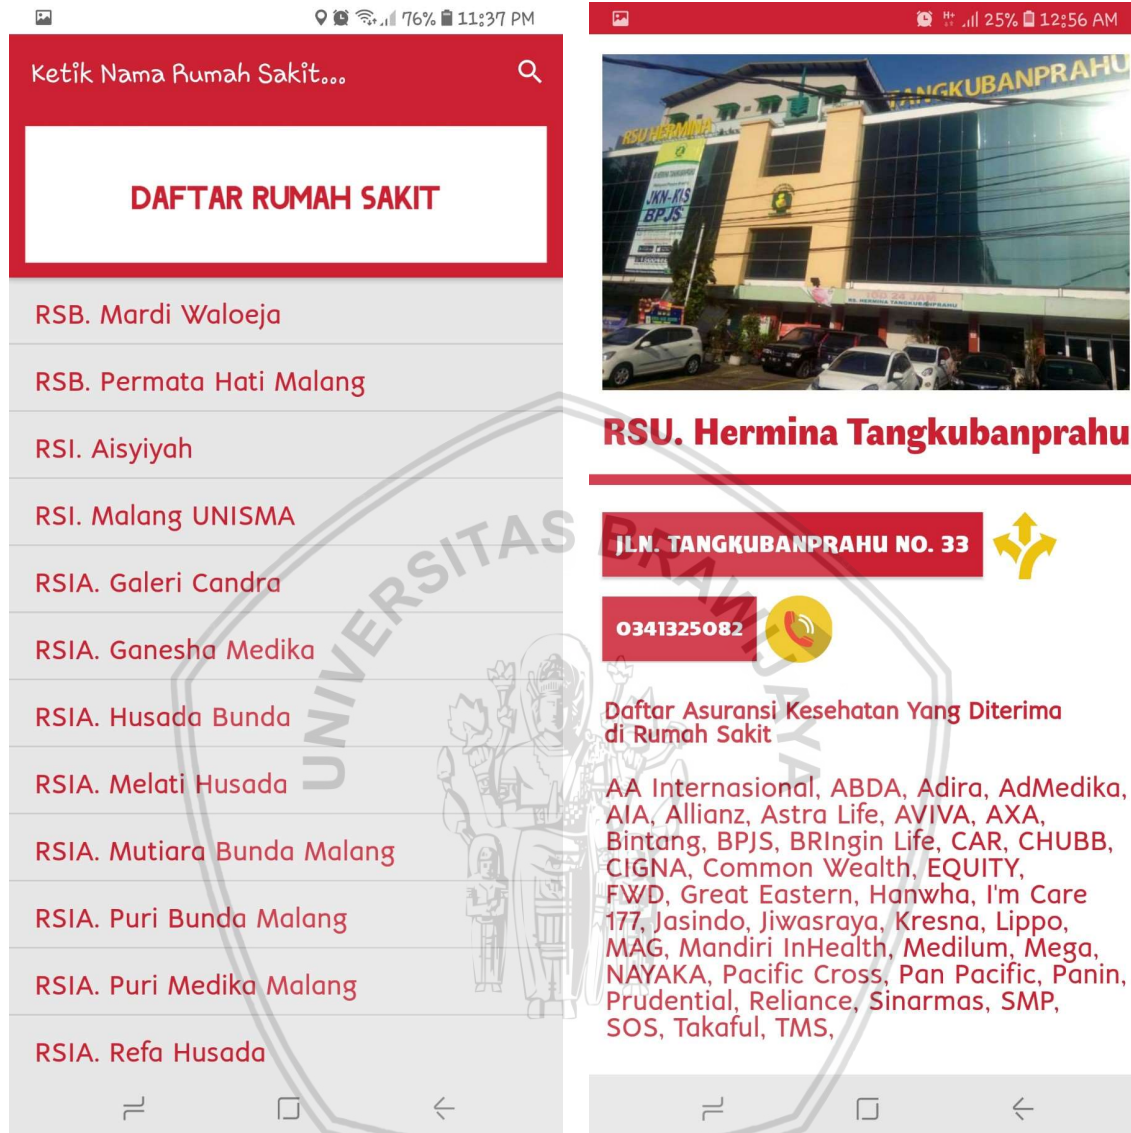 76% 11:37 PM
Ketik Nama Rumah Sakit...
DAFTAR RUMAH SAKIT
RSB. Mardi Waloeja
RSB. Permata Hati Malang
RSI. Aisyiyah
RSI. Malang UNISMA
RSIA. Galeri Candra
RSIA. Ganesha Medika
RSIA. Husada Bunda
RSIA. Melati Husada
RSIA. Mutiara Bunda Malang
RSIA. Puri Bunda Malang
RSIA. Puri Medika Malang
RSIA. Refa Husada
H+ 25% 12:56 AM
TANGKUBANPRAHU
RSU HERMINA
JKN-KIS
BPJS
IGD 24 JAM
RS. HERMINA TANGKUBANPRAHU
RSU. Hermina Tangkubanprahu
JLN. TANGKUBANPRAHU NO. 33
0341325082
Daftar Asuransi Kesehatan Yang Diterima
di Rumah Sakit
AA Internasional, ABDA, Adira, AdMedika,
AIA, Allianz, Astra Life, AVIVA, AXA,
Bintang, BPJS, BRIngin Life, CAR, CHUBB,
CIGNA, Common Wealth, EQUITY,
FWD, Great Eastern, Hanwha, I'm Care
177, Jasindo, Jiwasraya, Kresna, Lippo,
MAG, Mandiri InHealth, Medilum, Mega,
NAYAKA, Pacific Cross, Pan Pacific, Panin,
Prudential, Reliance, Sinarmas, SMP,
SOS, Takaful, TMS,
UNIVERSITAS BRAWIJAYA